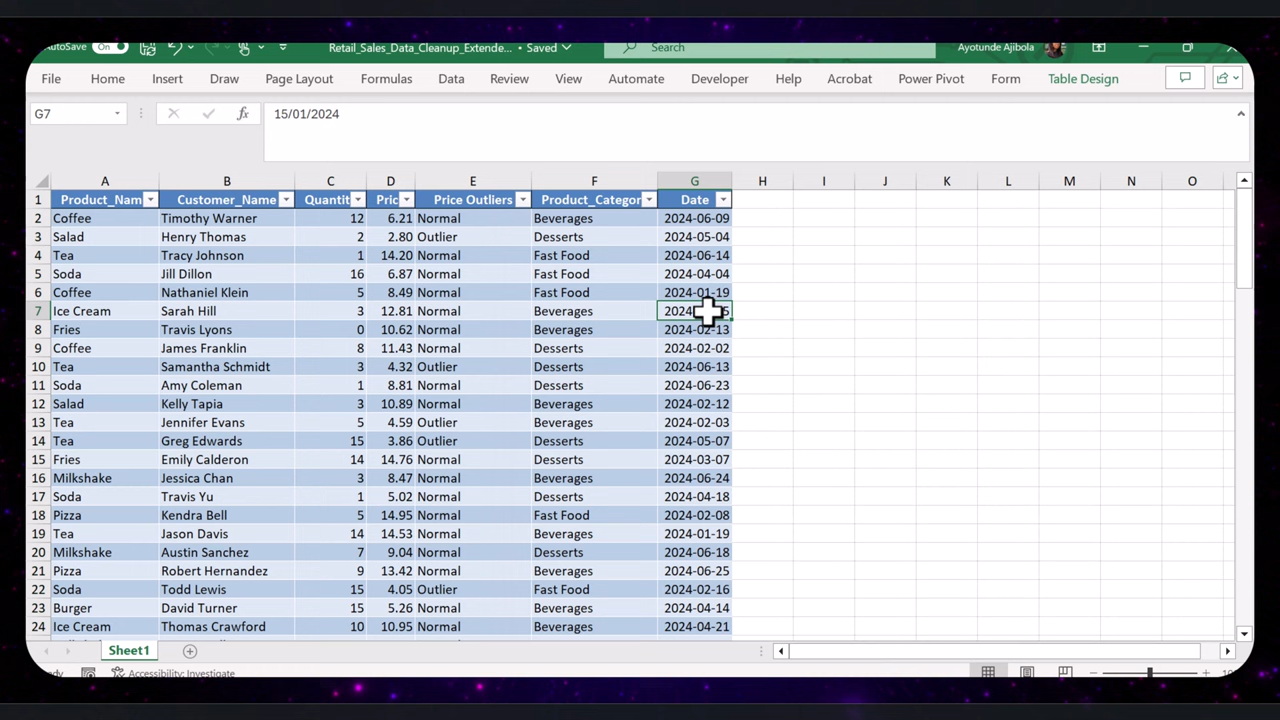 AutoSave On Retail_Sales_Data_Cleanup_Extende... • Saved Search Ayotunde Ajibola
File Home Insert Draw Page Layout Formulas Data Review View Automate Developer Help Acrobat Power Pivot Form Table Design
G7 fx 15/01/2024
A B C D E F G H I J K L M N O
1 Product_Nam Customer_Name Quantit Pric Price Outliers Product_Categor Date
2 Coffee Timothy Warner 12 6.21 Normal Beverages 2024-06-09
3 Salad Henry Thomas 2 2.80 Outlier Desserts 2024-05-04
4 Tea Tracy Johnson 1 14.20 Normal Fast Food 2024-06-14
5 Soda Jill Dillon 16 6.87 Normal Fast Food 2024-04-04
6 Coffee Nathaniel Klein 5 8.49 Normal Fast Food 2024-01-19
7 Ice Cream Sarah Hill 3 12.81 Normal Beverages 2024 5
8 Fries Travis Lyons 0 10.62 Normal Beverages 2024-02-13
9 Coffee James Franklin 8 11.43 Normal Desserts 2024-02-02
10 Tea Samantha Schmidt 3 4.32 Outlier Desserts 2024-06-13
11 Soda Amy Coleman 1 8.81 Normal Desserts 2024-06-23
12 Salad Kelly Tapia 3 10.89 Normal Beverages 2024-02-12
13 Tea Jennifer Evans 5 4.59 Outlier Beverages 2024-02-03
14 Tea Greg Edwards 15 3.86 Outlier Desserts 2024-05-07
15 Fries Emily Calderon 14 14.76 Normal Desserts 2024-03-07
16 Milkshake Jessica Chan 3 8.47 Normal Beverages 2024-06-24
17 Soda Travis Yu 1 5.02 Normal Desserts 2024-04-18
18 Pizza Kendra Bell 5 14.95 Normal Fast Food 2024-02-08
19 Tea Jason Davis 14 14.53 Normal Beverages 2024-01-19
20 Milkshake Austin Sanchez 7 9.04 Normal Desserts 2024-06-18
21 Pizza Robert Hernandez 9 13.42 Normal Beverages 2024-06-25
22 Soda Todd Lewis 15 4.05 Outlier Fast Food 2024-02-16
23 Burger David Turner 15 5.26 Normal Beverages 2024-04-14
24 Ice Cream Thomas Crawford 10 10.95 Normal Beverages 2024-04-21
Sheet1
Accessibility: Investigate